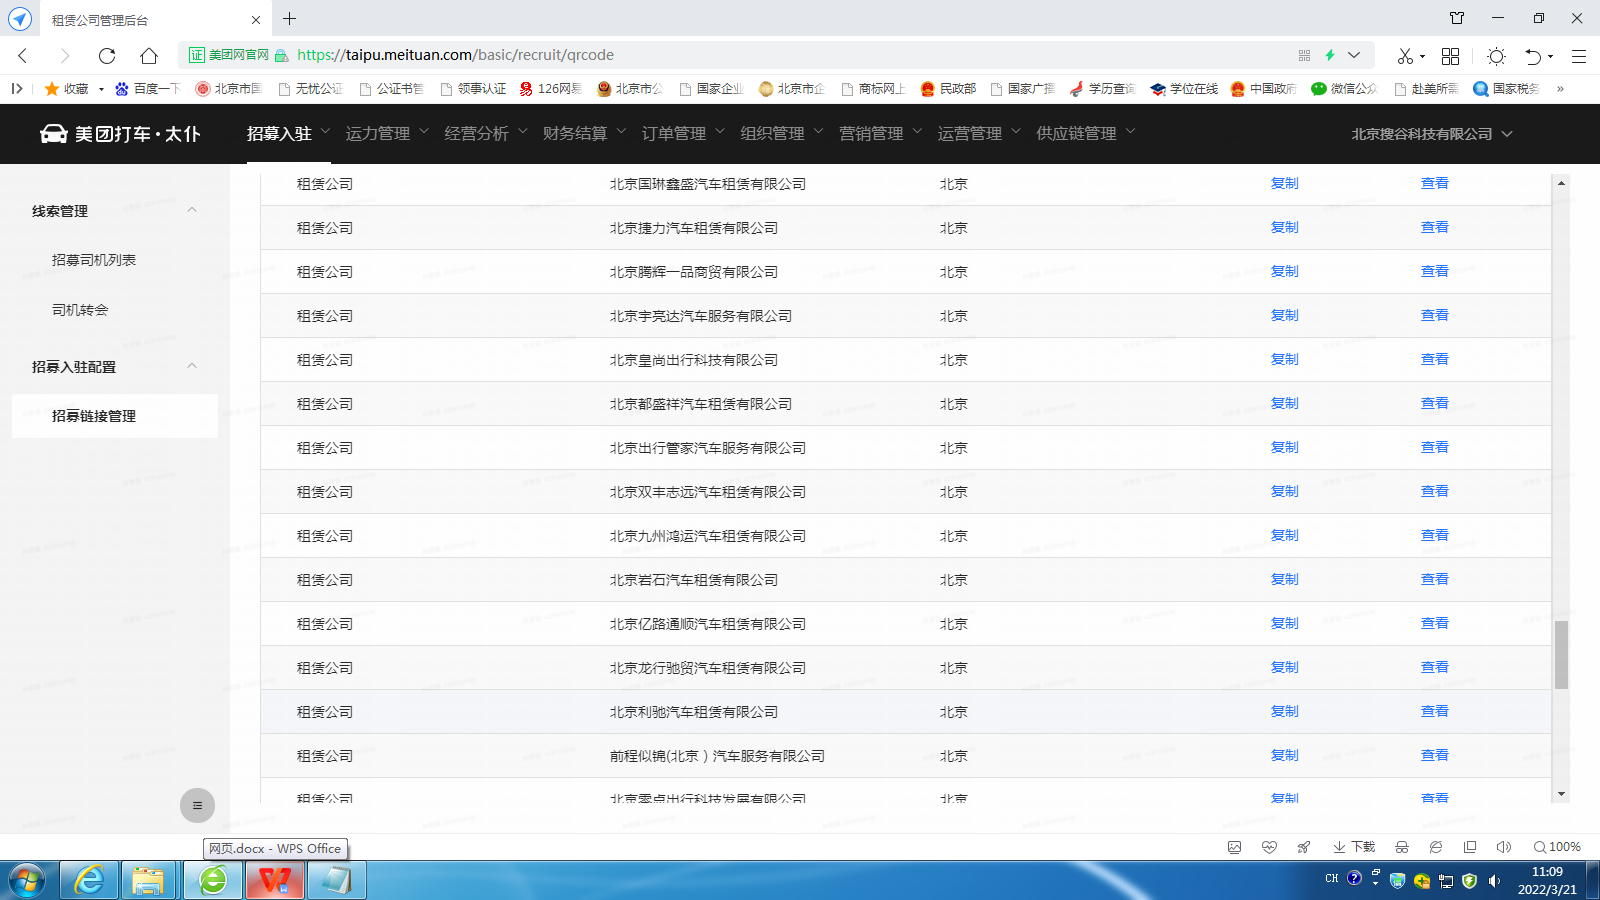 租赁公司管理后台
证 美团网官网 https://taipu.meituan.com/basic/recruit/qrcode
收藏 百度一下 北京市国 无忧公证 公证书管 领事认证 126网易 北京市公 国家企业 北京市企 商标网上 民政部 国家广播 学历查询 学位在线 中国政府 微信公众 赴美所需 国家税务 »
美团打车·太仆 招募入驻 运力管理 经营分析 财务结算 订单管理 组织管理 营销管理 运营管理 供应链管理 北京搜谷科技有限公司
线索管理
招募司机列表
司机转会
招募入驻配置
招募链接管理
租赁公司 北京国琳鑫盛汽车租赁有限公司 北京 复制 查看
租赁公司 北京捷力汽车租赁有限公司 北京 复制 查看
租赁公司 北京腾辉一品商贸有限公司 北京 复制 查看
租赁公司 北京宇亮达汽车服务有限公司 北京 复制 查看
租赁公司 北京皇尚出行科技有限公司 北京 复制 查看
租赁公司 北京都盛祥汽车租赁有限公司 北京 复制 查看
租赁公司 北京出行管家汽车服务有限公司 北京 复制 查看
租赁公司 北京双丰志远汽车租赁有限公司 北京 复制 查看
租赁公司 北京九州鸿运汽车租赁有限公司 北京 复制 查看
租赁公司 北京岩石汽车租赁有限公司 北京 复制 查看
租赁公司 北京亿路通顺汽车租赁有限公司 北京 复制 查看
租赁公司 北京龙行驰贸汽车租赁有限公司 北京 复制 查看
租赁公司 北京利驰汽车租赁有限公司 北京 复制 查看
租赁公司 前程似锦(北京）汽车服务有限公司 北京 复制 查看
租赁公司 北京零点出行科技发展有限公司 北京 复制 查看
网页.docx - WPS Office
下载 100%
CH 11:09
2022/3/21